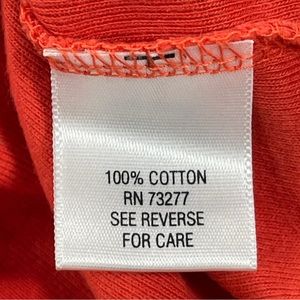 100% COTTON
RN 73277
SEE REVERSE
FOR CARE